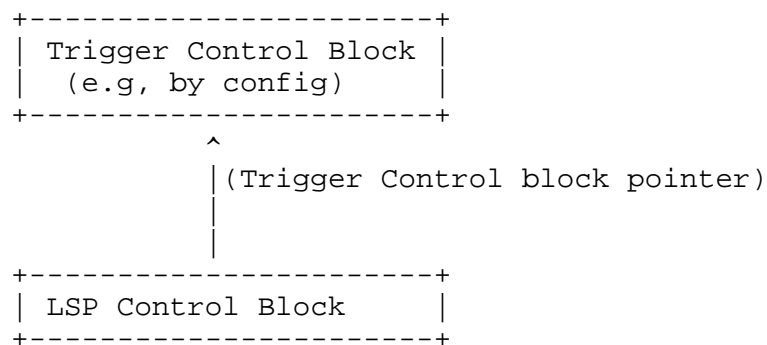 Trigger Control Block
(e.g, by config)
(Trigger Control block pointer)
LSP Control Block